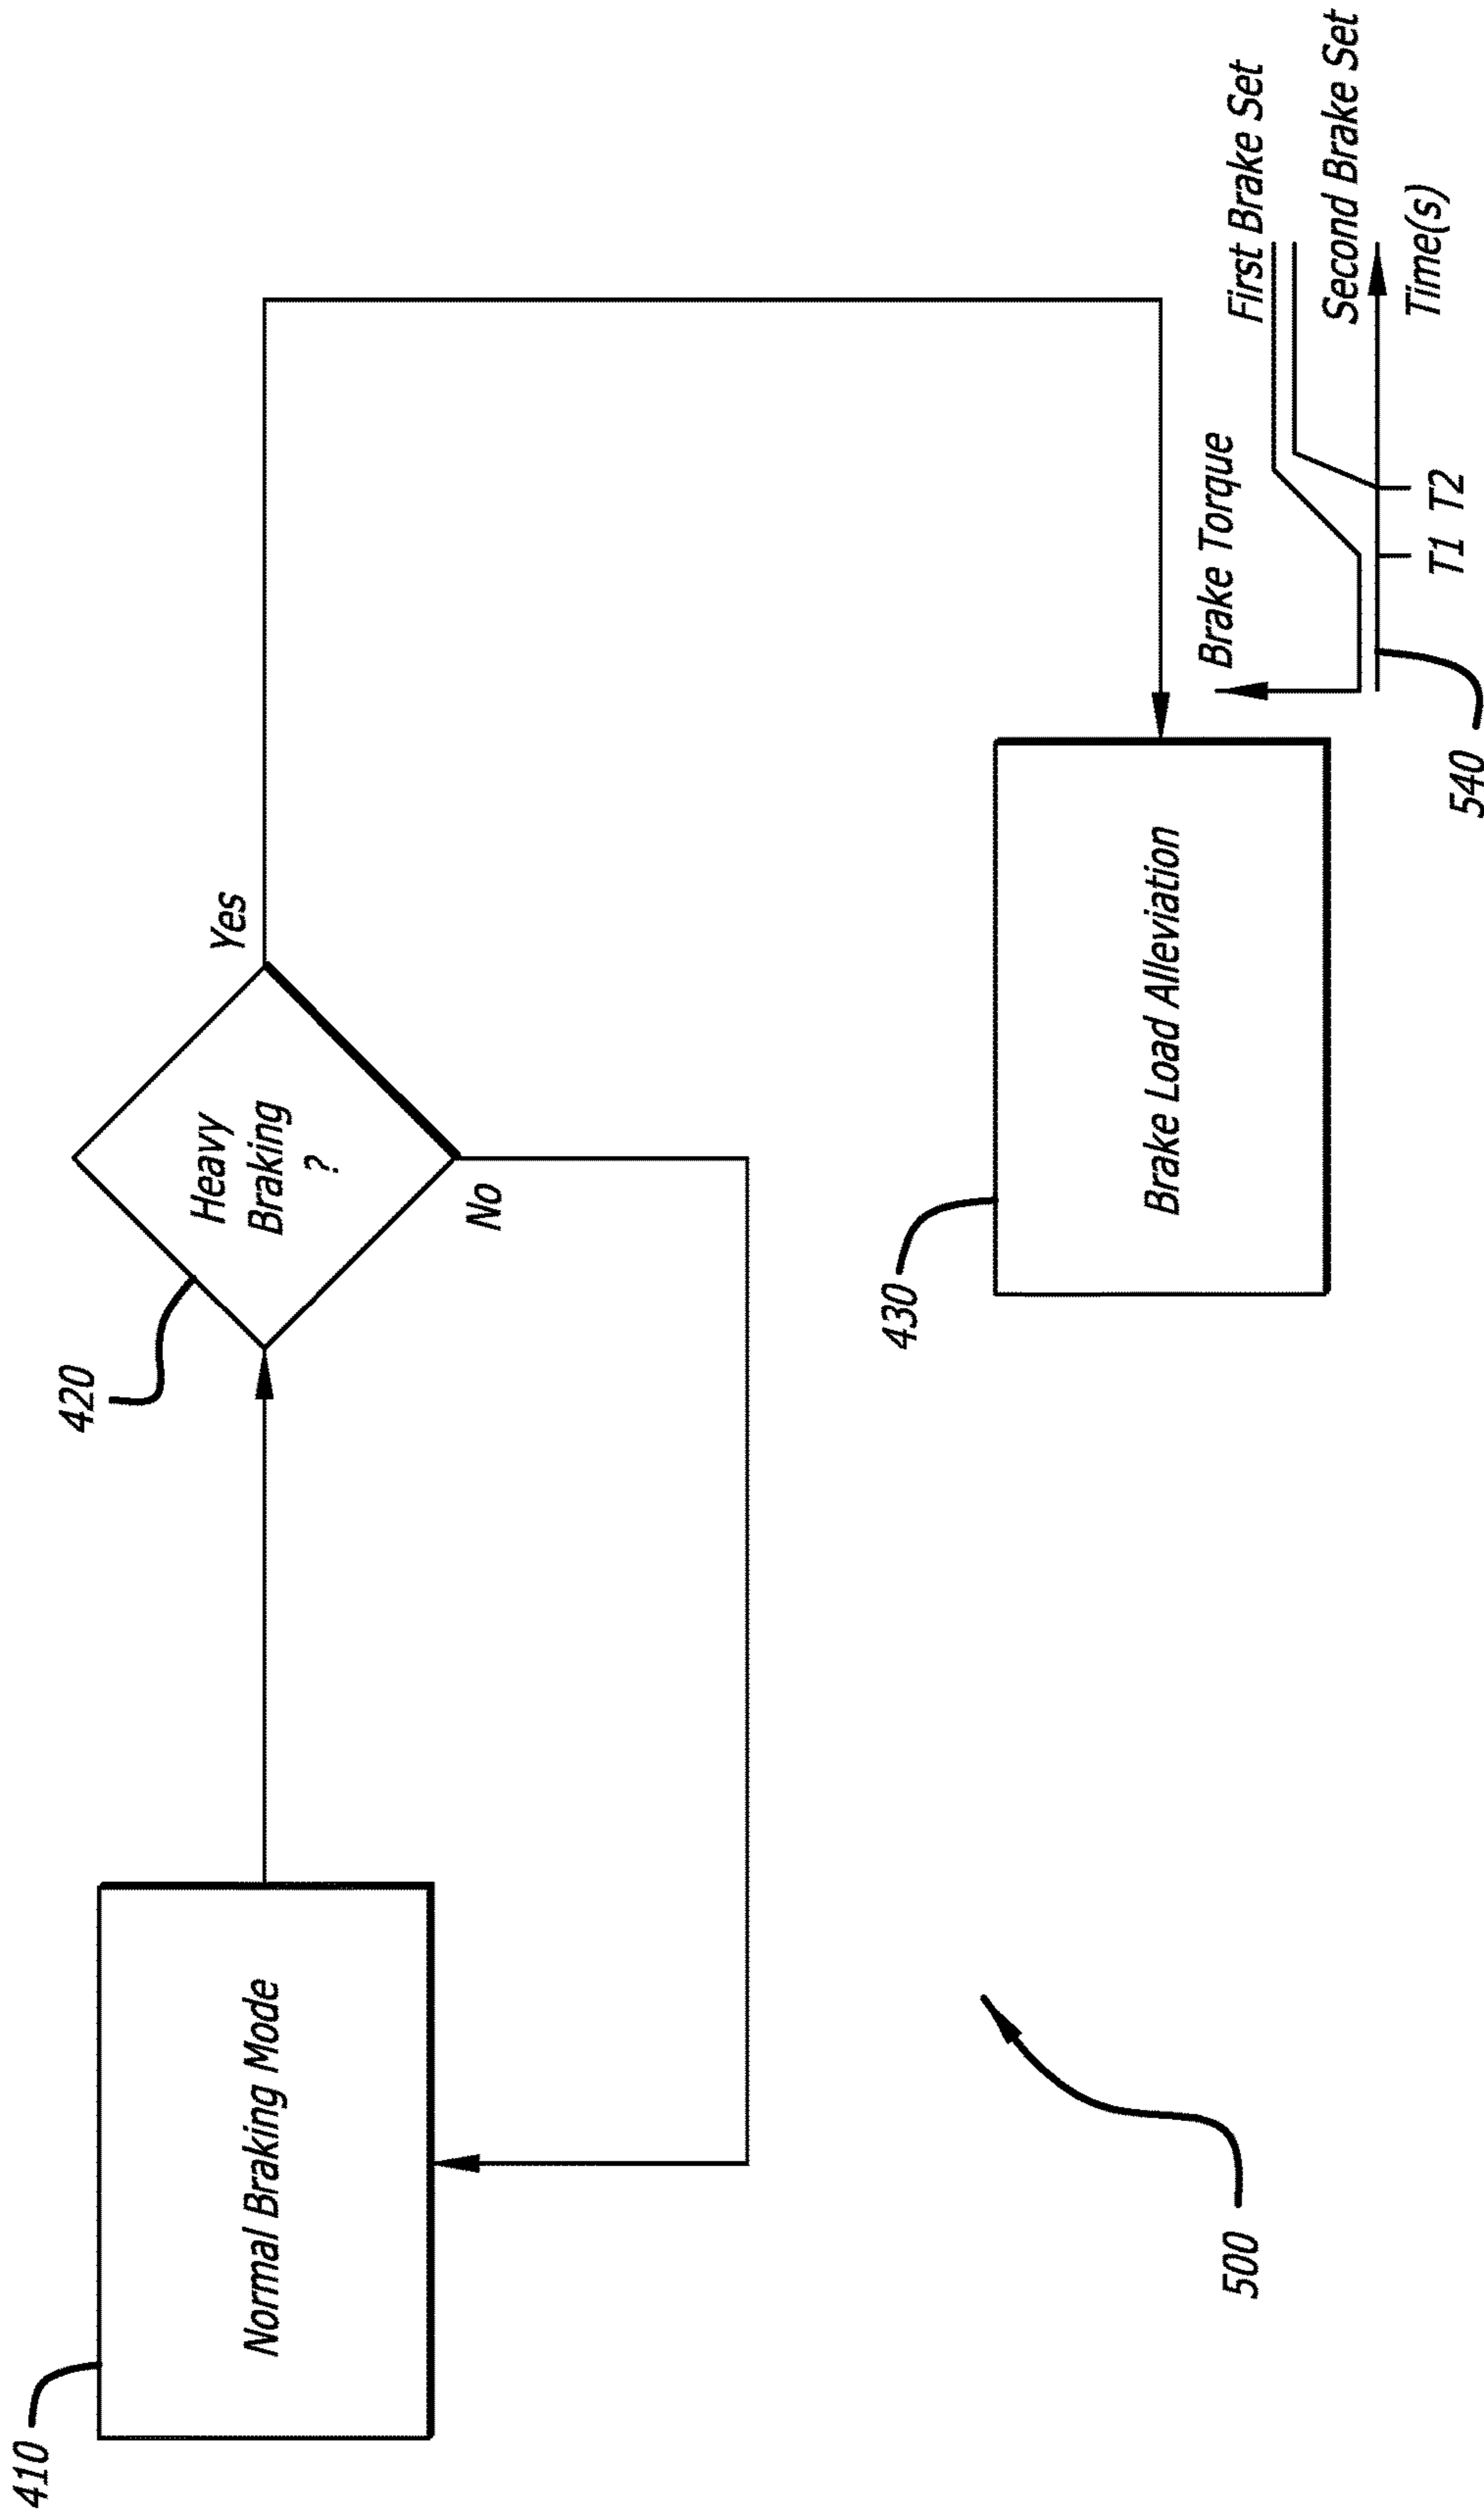 410
Normal Braking Mode
420
Heavy
Braking
?
Yes
No
430
Brake Load Alleviation
Brake Torque
First Brake Set
Second Brake Set
Time(s)
T1 T2
540
500